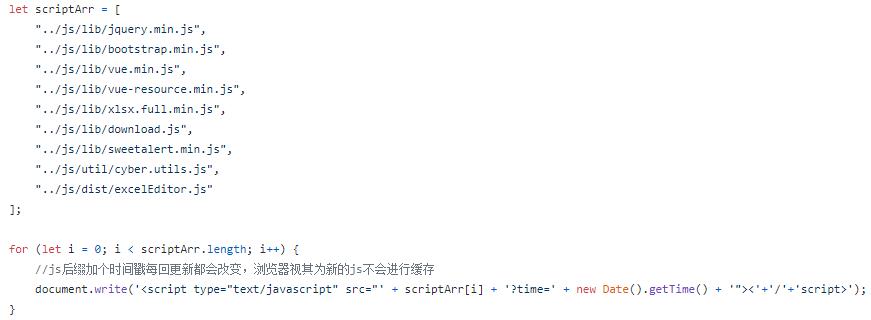 let scriptArr = [
    "../js/lib/jquery.min.js",
    "../js/lib/bootstrap.min.js",
    "../js/lib/vue.min.js",
    "../js/lib/vue-resource.min.js",
    "../js/lib/xlsx.full.min.js",
    "../js/lib/download.js",
    "../js/lib/sweetalert.min.js",
    "../js/util/cyber.utils.js",
    "../js/dist/excelEditor.js"
];
for (let i = 0; i < scriptArr.length; i++) {
    //js后缀加个时间戳每回更新都会改变，浏览器视其为新的js不会进行缓存
    document.write('<script type="text/javascript" src="' + scriptArr[i] + '?time=' + new Date().getTime() + '"><'+'/'+'script>');
}